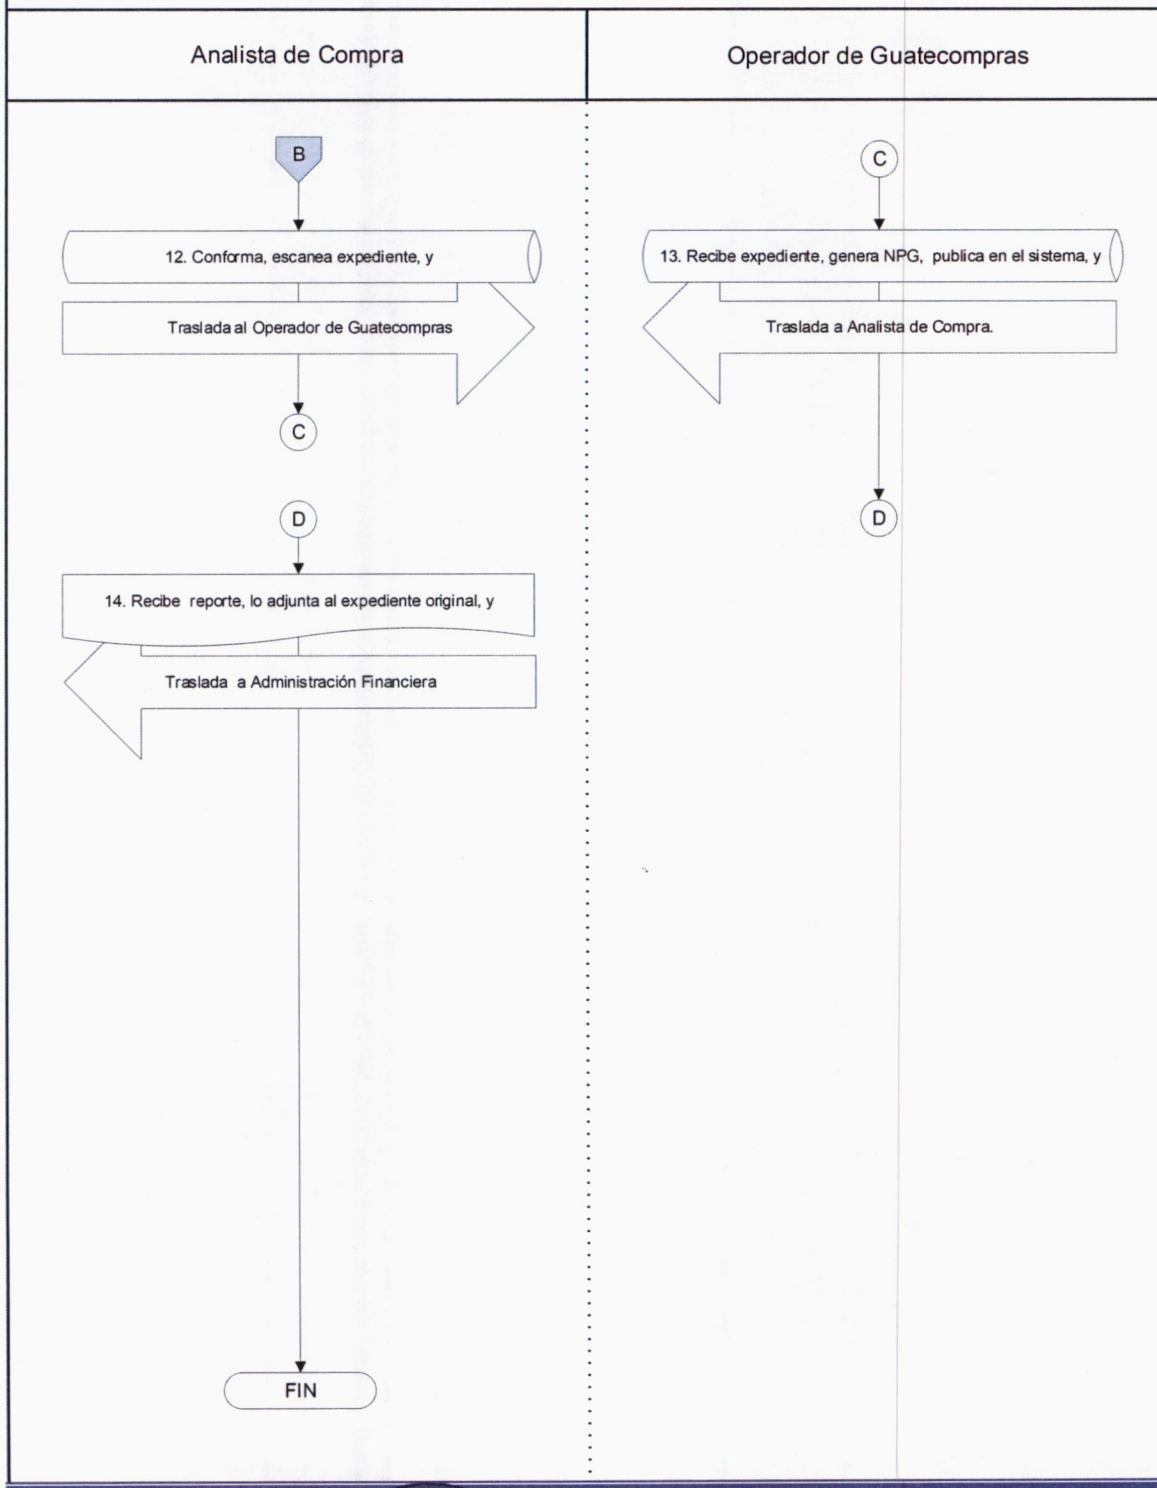 Analista de Compra
Operador de Guatecompras
B
12. Conforma, escanea expediente, y
Traslada al Operador de Guatecompras
C
D
14. Recibe reporte, lo adjunta al expediente original, y
Traslada a Administración Financiera
FIN
C
13. Recibe expediente, genera NPG, publica en el sistema, y
Traslada a Analista de Compra.
D